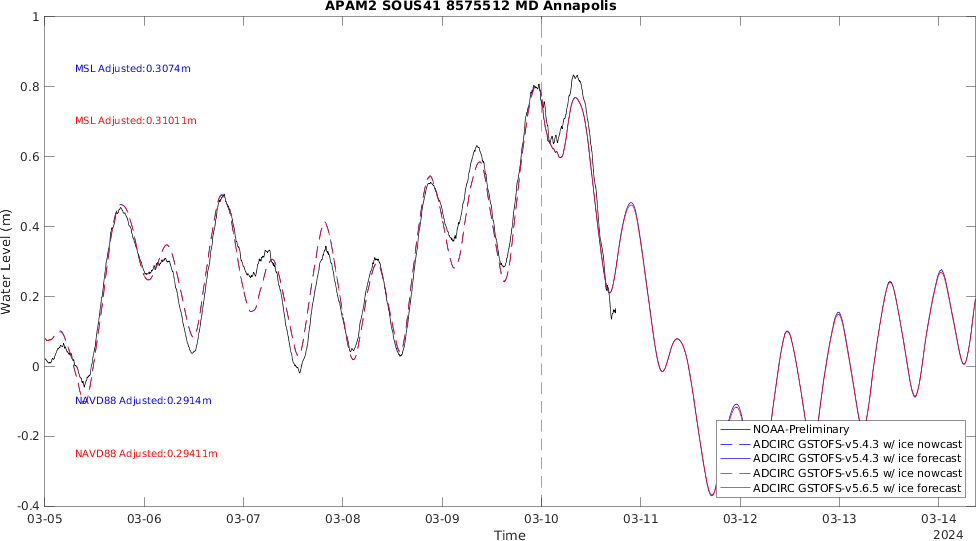 APAM2 SOUS41 8575512 MD Annapolis
1
0.8
0.6
0.4
0.2
0
-0.2
-0.4
Water Level (m)
MSL Adjusted:0.3074m
MSL Adjusted:0.31011m
NAVD88 Adjusted:0.2914m
NAVD88 Adjusted:0.29411m
NOAA-Preliminary
ADCIRC GSTOFS-v5.4.3 w/ ice nowcast
ADCIRC GSTOFS-v5.4.3 w/ ice forecast
ADCIRC GSTOFS-v5.6.5 w/ ice nowcast
ADCIRC GSTOFS-v5.6.5 w/ ice forecast
03-05 03-06 03-07 03-08 03-09 03-10 03-11 03-12 03-13 03-14
Time
2024